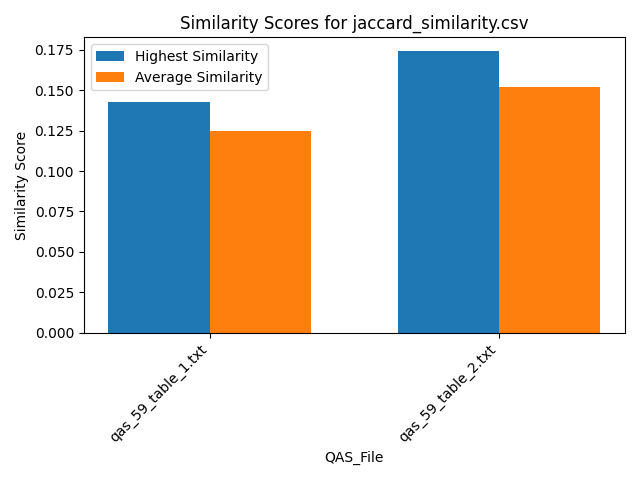 Similarity Scores for jaccard_similarity.csv
Highest Similarity
Average Similarity
Similarity Score
0.175
0.150
0.125
0.100
0.075
0.050
0.025
0.000
qas_59_table_1.txt
qas_59_table_2.txt
QAS_File